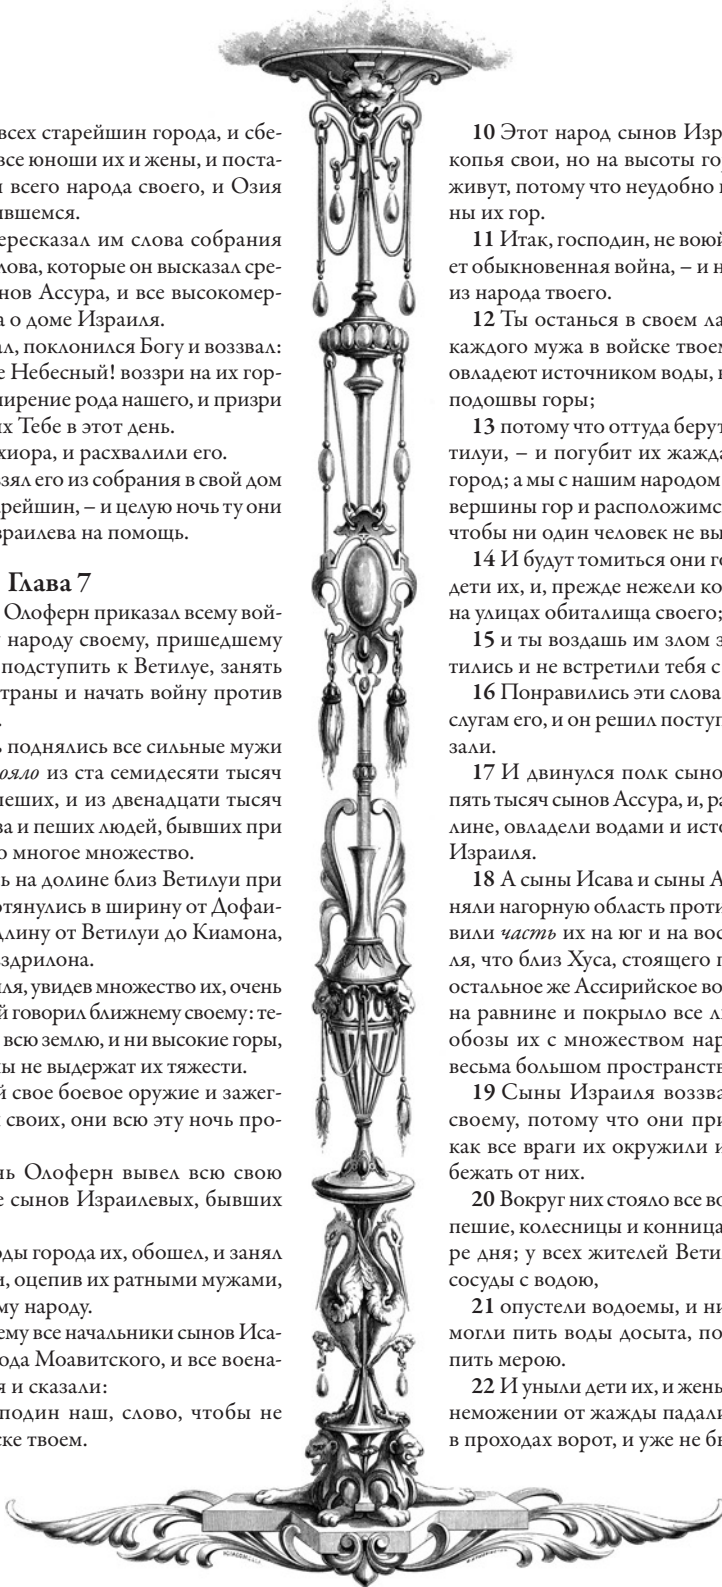 всех старейшин города, и сбе-
все юноши их и жены, и поста-
и всего народа своего, и Озия
ившемся.
ересказал им слова собрания
лова, которые он высказал сре-
нов Ассура, и все высокомер-
а о доме Израиля.
ал, поклонился Богу и воззвал:
е Небесный! воззри на их гор-
мирение рода нашего, и призри
их Тебе в этот день.
хиора, и расхвалили его.
взял его из собрания в свой дом
арейшин, – и целую ночь ту они
зраилева на помощь.
Глава 7
Олоферн приказал всему вой-
у народу своему, пришедшему
подступить к Ветилуе, занять
страны и начать войну против
.
ь поднялись все сильные мужи
ояло из ста семидесяти тысяч
пеших, и из двенадцати тысяч
за и пеших людей, бывших при
о многое множество.
ь на долине близ Ветилуи при
отянулись в ширину от Дофаи-
длину от Ветилуи до Киамона,
здрилона.
ля, увидев множество их, очень
й говорил ближнему своему: те-
всю землю, и ни высокие горы,
ы не выдержат их тяжести.
й свое боевое оружие и зажег-
своих, они всю эту ночь про-
нь Олоферн вывел всю свою
е сынов Израилевых, бывших
оды города их, обошел, и занял
и, оцепив их ратными мужами,
му народу.
ему все начальники сынов Иса-
ода Моавитского, и все воена-
я и сказали:
подин наш, слово, чтобы не
ске твоем.
10 Этот народ сынов Изр
копья свои, но на высоты го
живут, потому что неудобно
ны их гор.
11 Итак, господин, не воюй
ет обыкновенная война, – и н
из народа твоего.
12 Ты останься в своем ла
каждого мужа в войске твоем
овладеют источником воды,
подошвы горы;
13 потому что оттуда берут
тилуи, – и погубит их жажда
город; а мы с нашим народом
вершины гор и расположимс
чтобы ни один человек не вы
14 И будут томиться они го
дети их, и, прежде нежели ко
на улицах обиталища своего;
15 и ты воздашь им злом з
тились и не встретили тебя с
16 Понравились эти слова
слугам его, и он решил поступ
зали.
17 И двинулся полк сыно
пять тысяч сынов Ассура, и, ра
лине, овладели водами и исто
Израиля.
18 А сыны Исава и сыны А
няли нагорную область проти
вили часть их на юг и на вос
ля, что близ Хуса, стоящего п
остальное же Ассирийское во
на равнине и покрыло все л
обозы их с множеством нар
весьма большом пространств
19 Сыны Израиля воззва
своему, потому что они при
как все враги их окружили и
бежать от них.
20 Вокруг них стояло все во
пешие, колесницы и конница
ре дня; у всех жителей Вети
сосуды с водою,
21 опустели водоемы, и ни
могли пить воды досыта, по
пить мерою.
22 И уныли дети их, и жены
неможении от жажды падали
в проходах ворот, и уже не бы